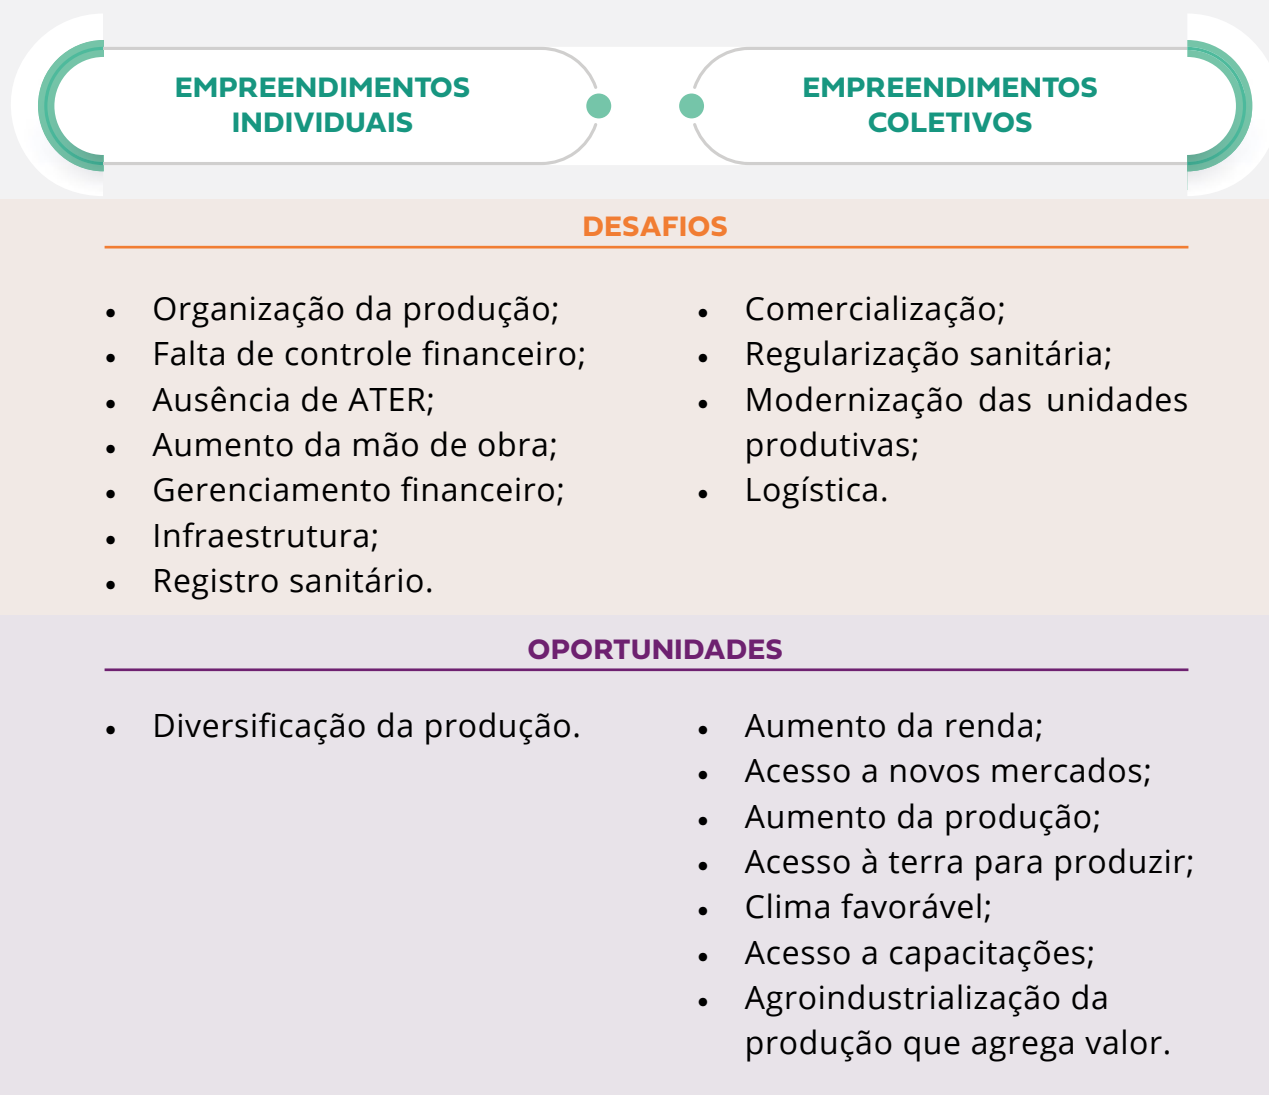 EMPREENDIMENTOS
INDIVIDUAIS
EMPREENDIMENTOS
COLETIVOS
DESAFIOS
• Organização da produção;
• Falta de controle financeiro;
• Ausência de ATER;
• Aumento da mão de obra;
• Gerenciamento financeiro;
• Infraestrutura;
• Registro sanitário.
• Comercialização;
• Regularização sanitária;
• Modernização das unidades
produtivas;
• Logística.
OPORTUNIDADES
• Diversificação da produção.
• Aumento da renda;
• Acesso a novos mercados;
• Aumento da produção;
• Acesso à terra para produzir;
• Clima favorável;
• Acesso a capacitações;
• Agroindustrialização da
produção que agrega valor.